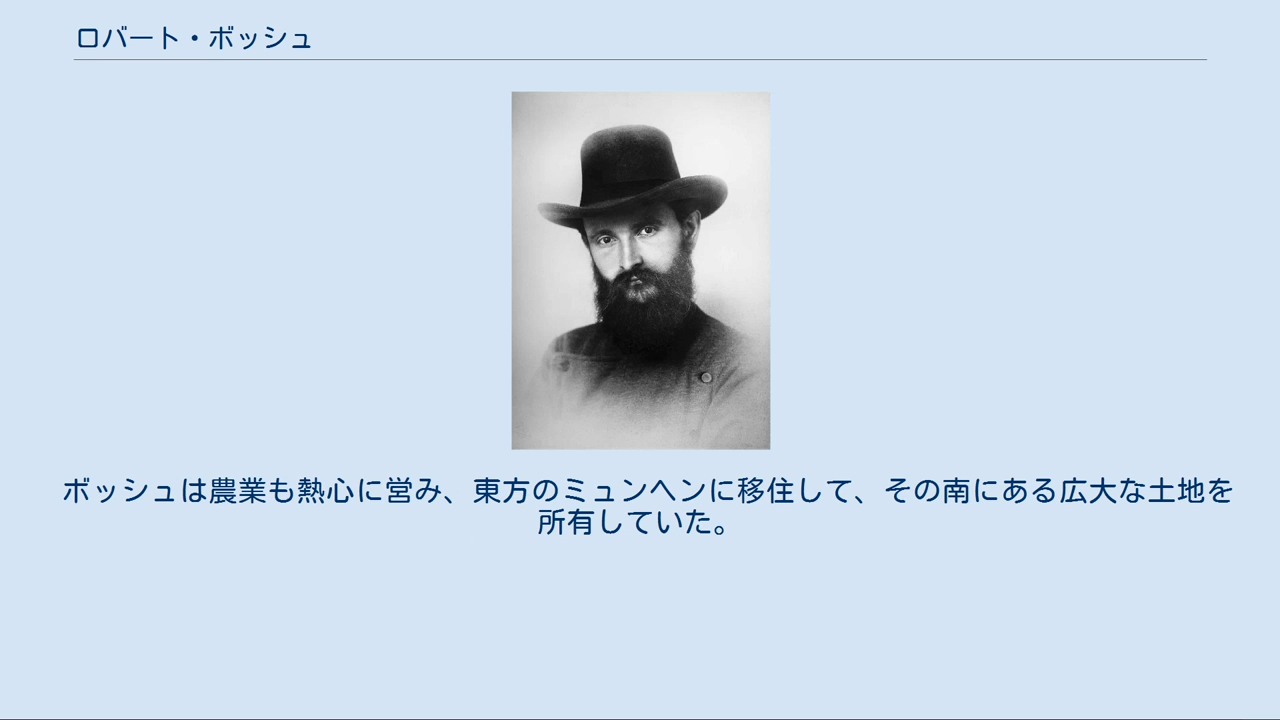 ロバート・ボッシュ
ボッシュは農業も熱心に営み、東方のミュンヘンに移住して、その南にある広大な土地を
所有していた。